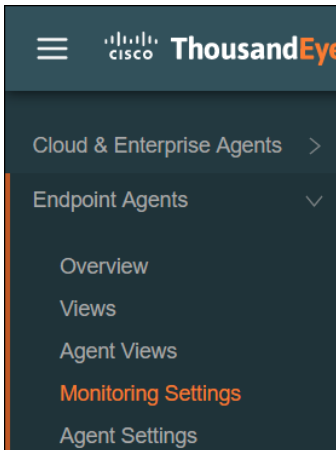 cisco ThousandEye
Cloud & Enterprise Agents
Endpoint Agents
Overview
Views
Agent Views
Monitoring Settings
Agent Settings